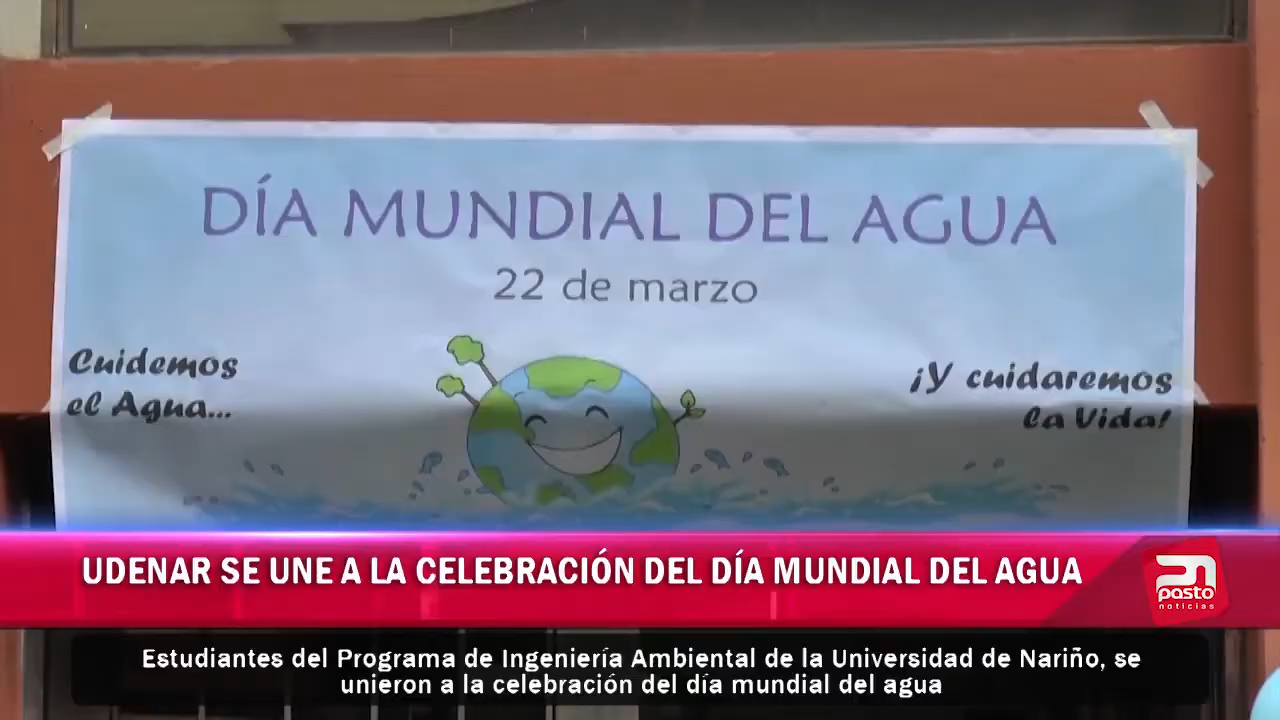 DÍA MUNDIAL DEL AGUA
22 de marzo
Cuidemos
el Agua...
¡Y cuidaremos
la Vida!
UDENAR SE UNE A LA CELEBRACIÓN DEL DÍA MUNDIAL DEL AGUA
pasto
noticias
Estudiantes del Programa de Ingeniería Ambiental de la Universidad de Nariño, se
unieron a la celebración del día mundial del agua